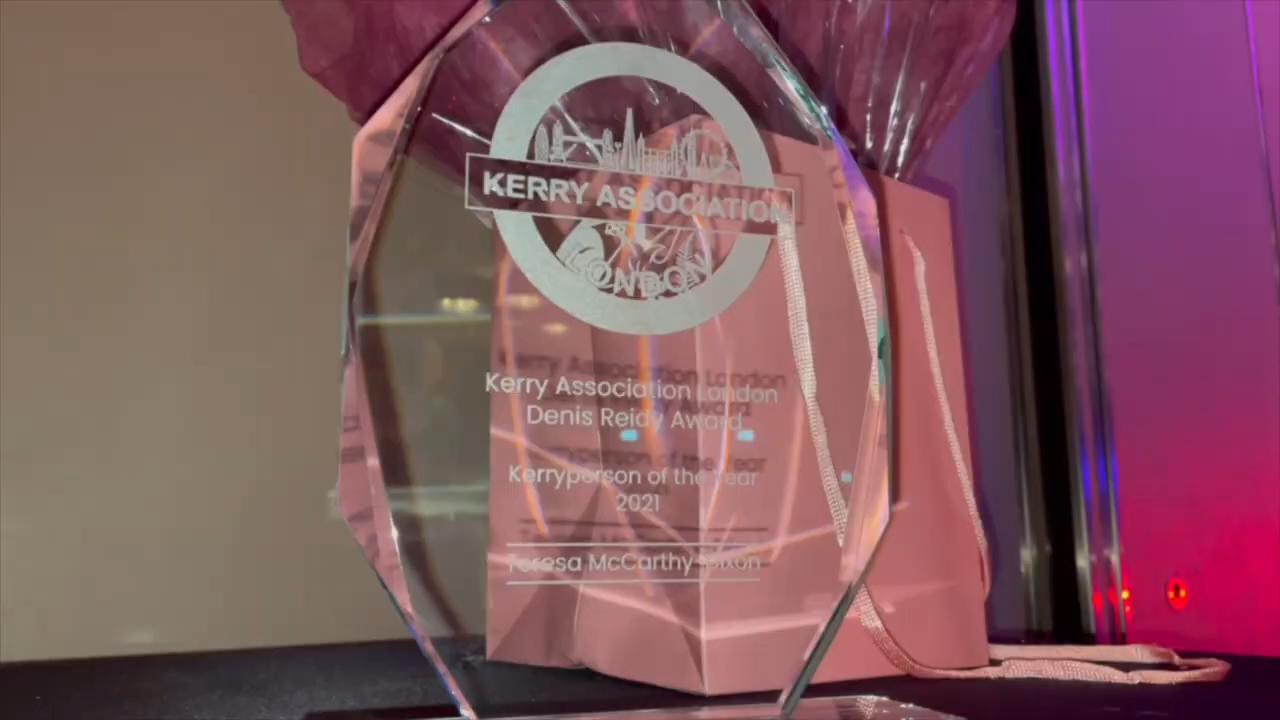 KERRY ASSOCIATION
LONDON
Kerry Association London
Denis Reidy Award
Kerryperson of the Year
2021
Teresa McCarthy Dixon